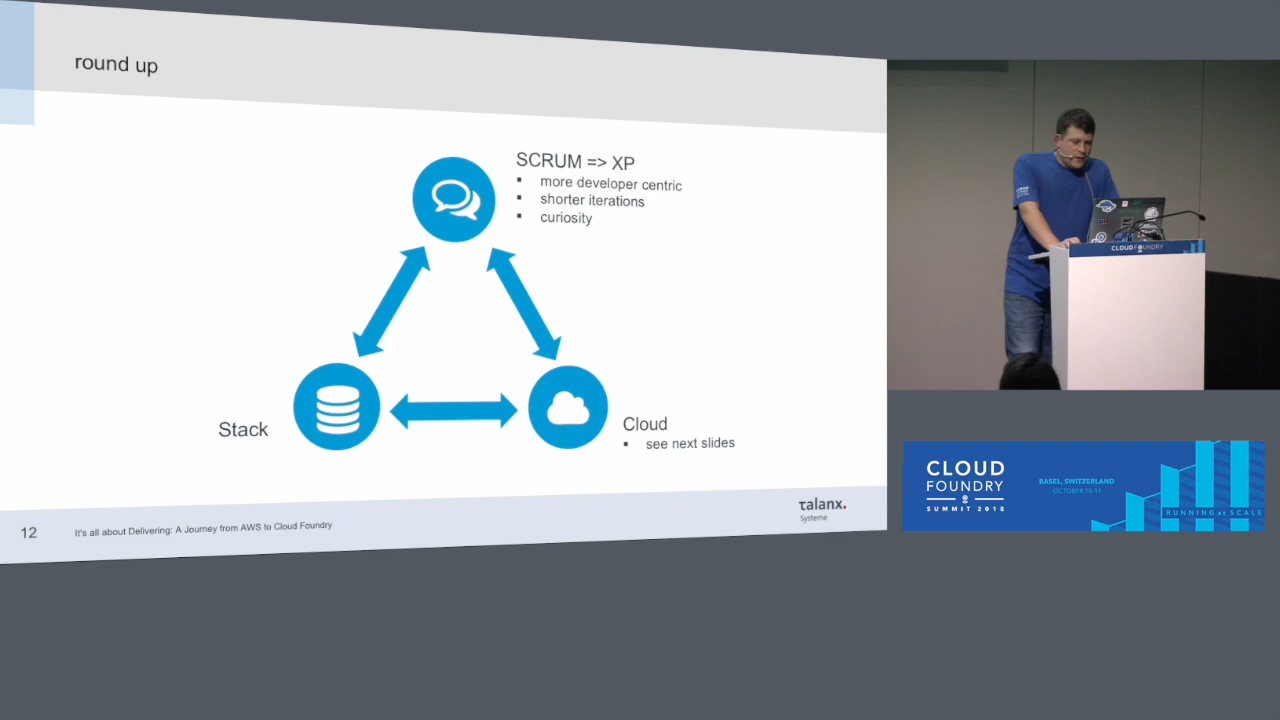 round up
SCRUM => XP
▪ more developer centric
▪ shorter iterations
▪ curiosity
Stack
Cloud
▪ see next slides
12
It's all about Delivering: A Journey from AWS to Cloud Foundry
talanx.
Systeme
CLOUD FOUNDRY
CLOUD
FOUNDRY
SUMMIT 2018
BASEL, SWITZERLAND
OCTOBER 10-11
RUNNING AT SCALE